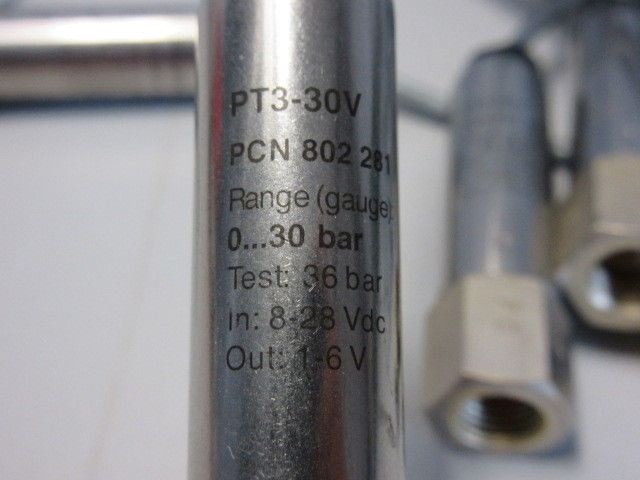 PT3-30V
PCN 802 281
Range (gauge):
0...30 bar
Test: 36 bar
In: 8-28 Vdc
Out: 1-6 V